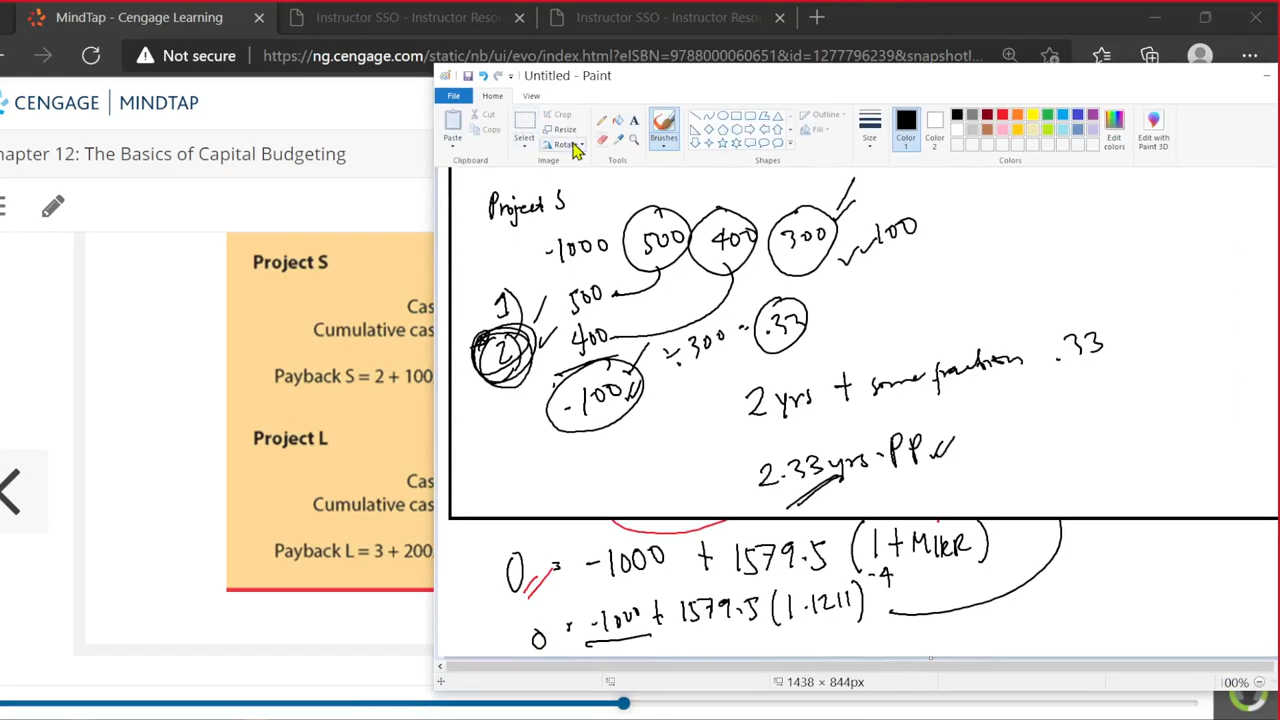 MindTap - Cengage Learning
Instructor SSO - Instructor Reso
Instructor SSO - Instructor Reso
Not secure
https://ng.cengage.com/static/nb/ui/evo/index.html?eISBN=9788000060651&id=1277796239&snapshotI
CENGAGE MINDTAP
hapter 12: The Basics of Capital Budgeting
Untitled - Paint
File Home View
Paste
Cut
Copy
Clipboard
Select
Crop
Resize
Rotate
Image
A
Tools
Brushes
Outline
Fill
Shapes
Size
Color 1
Color 2
Edit colors
Colors
Edit with Paint 3D
Project S
Cas
Cumulative cas
Payback S = 2 + 100
Project L
Cas
Cumulative cas
Payback L = 3 + 200
Project S
-1000 500 400 300
100
1 500
2 400
÷300 = .33
-100
2 yrs + some fraction .33
2.33 yrs - PP
0 = -1000 + 1579.5 (1 + MIRR)
0 = -1000 + 1579.5 (1.1211)-4
1438 × 844px
00%